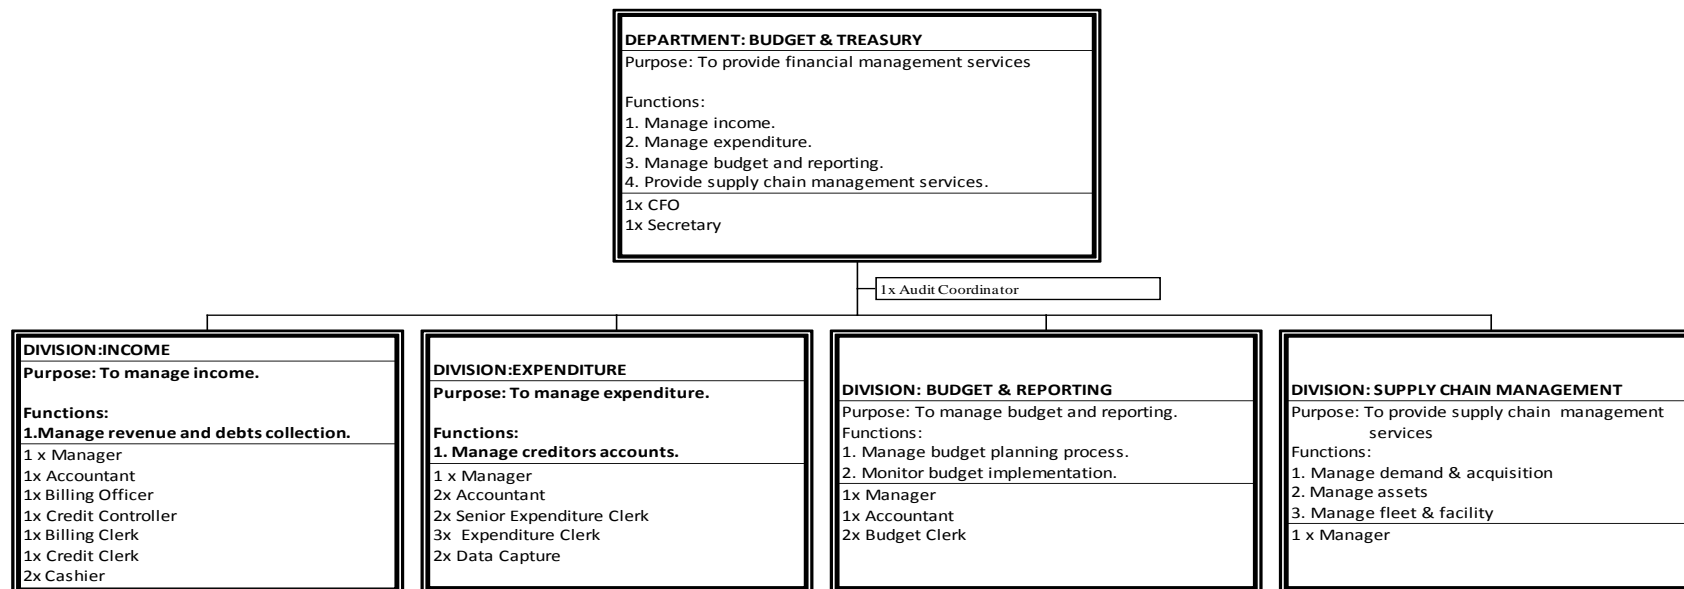 DEPARTMENT: BUDGET & TREASURY
Purpose: To provide financial management services
Functions:
1. Manage income.
2. Manage expenditure.
3. Manage budget and reporting.
4. Provide supply chain management services.
1x CFO
1x Secretary
1x Audit Coordinator
DIVISION:INCOME
Purpose: To manage income.
Functions:
1.Manage revenue and debts collection.
1 x Manager
1x Accountant
1x Billing Officer
1x Credit Controller
1x Billing Clerk
1x Credit Clerk
2x Cashier
DIVISION:EXPENDITURE
Purpose: To manage expenditure.
Functions:
1. Manage creditors accounts.
1 x Manager
2x Accountant
2x Senior Expenditure Clerk
3x Expenditure Clerk
2x Data Capture
DIVISION: BUDGET & REPORTING
Purpose: To manage budget and reporting.
Functions:
1. Manage budget planning process.
2. Monitor budget implementation.
1x Manager
1x Accountant
2x Budget Clerk
DIVISION: SUPPLY CHAIN MANAGEMENT
Purpose: To provide supply chain management
services
Functions:
1. Manage demand & acquisition
2. Manage assets
3. Manage fleet & facility
1 x Manager